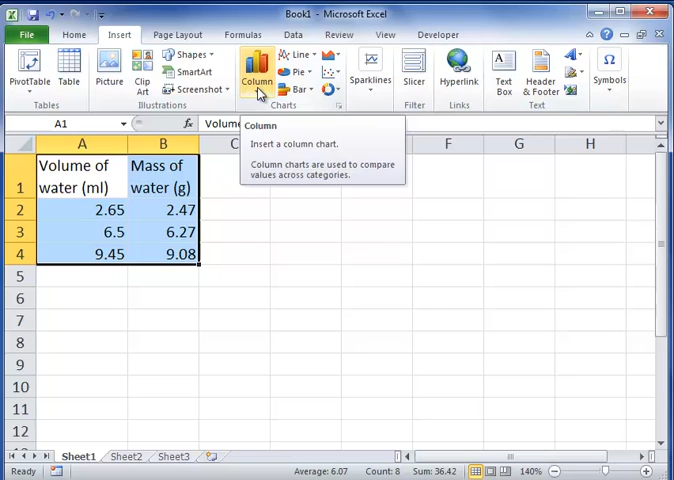 Book1 - Microsoft Excel
File Home Insert Page Layout Formulas Data Review View Developer
PivotTable Table Picture Clip Art Shapes SmartArt Screenshot Column Line Pie Bar Sparklines Slicer Hyperlink Text Box Header & Footer Symbols
Tables Illustrations Charts Filter Links Text
A1 fx Volume
Column
Insert a column chart.
Column charts are used to compare
values across categories.
A B C F G H
1 Volume of water (ml) Mass of water (g)
2 2.65 2.47
3 6.5 6.27
4 9.45 9.08
5
6
7
8
9
10
11
12
Sheet1 Sheet2 Sheet3
Ready Average: 6.07 Count: 8 Sum: 36.42 140%